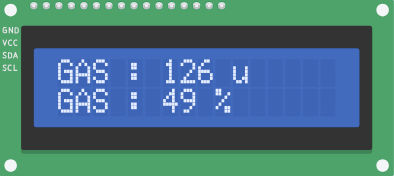 GND
VCC
SDA
SCL
GAS : 126 u
GAS : 49 %